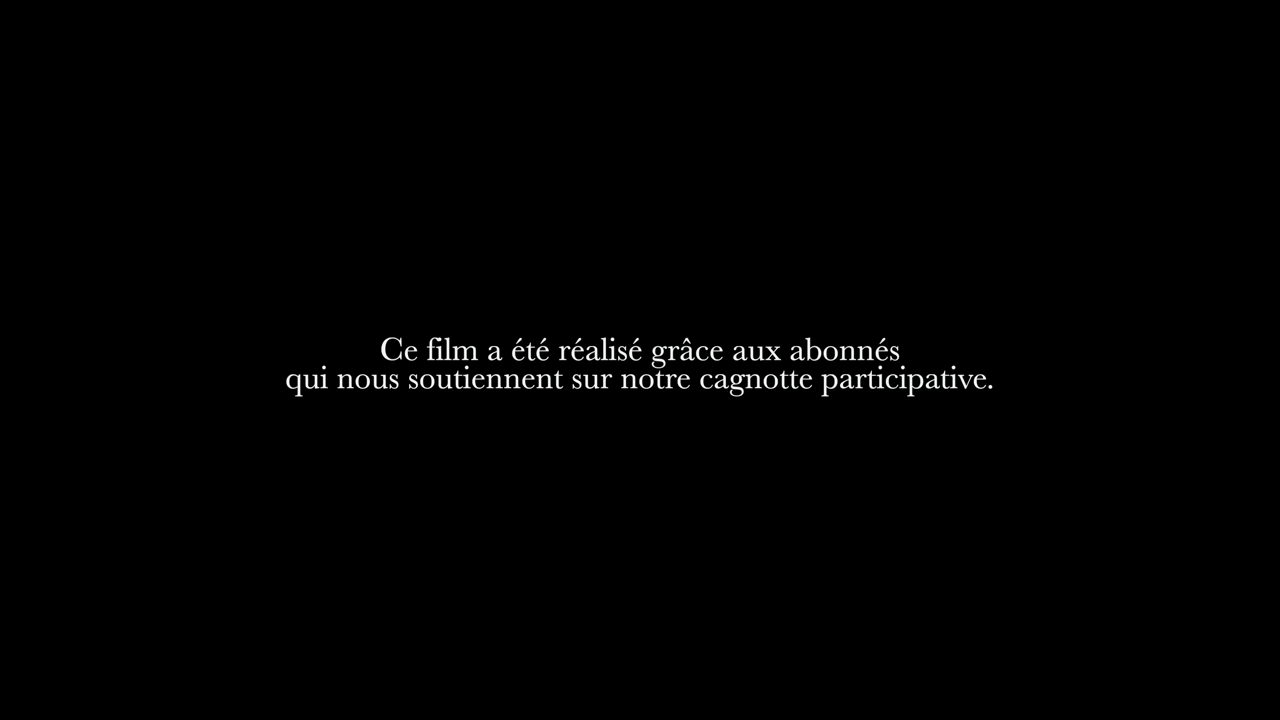 Ce film a été réalisé grâce aux abonnés
qui nous soutiennent sur notre cagnotte participative.